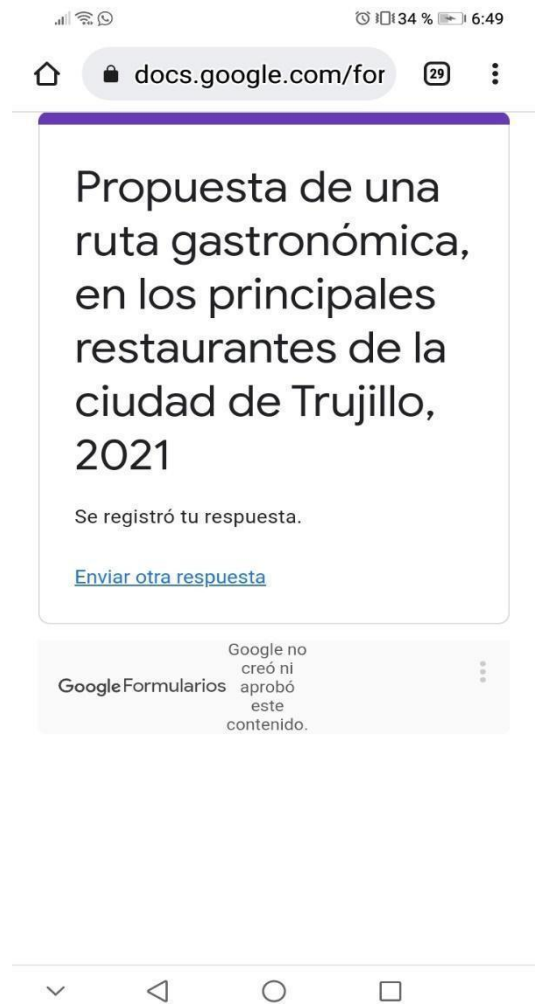 34 % 6:49
docs.google.com/for
29
Propuesta de una
ruta gastronómica,
en los principales
restaurantes de la
ciudad de Trujillo,
2021
Se registró tu respuesta.
Enviar otra respuesta
Google Formularios
Google no
creó ni
aprobó
este
contenido.